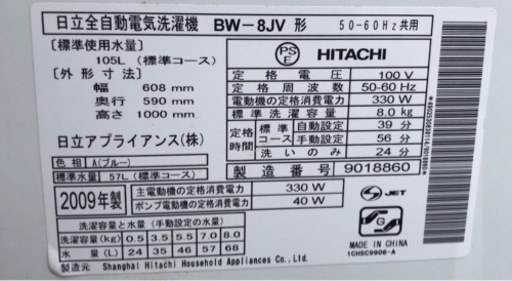 日立全自動電気洗濯機 BW-8JV 形 50-60Hz共用
[標準使用水量]
105L (標準コース)
[外形寸法]
幅 608 mm
奥行 590 mm
高さ 1000 mm
日立アプライアンス(株)
色相 A(ブルー)
標準水量 57L (標準コース)
PSE HITACHI
定格電圧 100 V
定格周波数 50-60 Hz
電動機の定格消費電力 330 W
標準洗濯容量 8.0 kg
定格時間 標準コース 自動設定 39 分
手動設定 56 分
洗いのみ 24 分
製造番号 9018860
2009年製
主電動機の定格消費電力 330 W
ポンプ電動機の定格消費電力 40 W
洗濯容量と水量 (手動設定の水量)
洗濯容量(kg) 0.5 3.5 5.5 7.0 8.0
水量(L) 24 35 46 57 68
製造元 Shanghai Hitachi Household Appliances Co., Ltd.
S JET
1CHSC9906-A